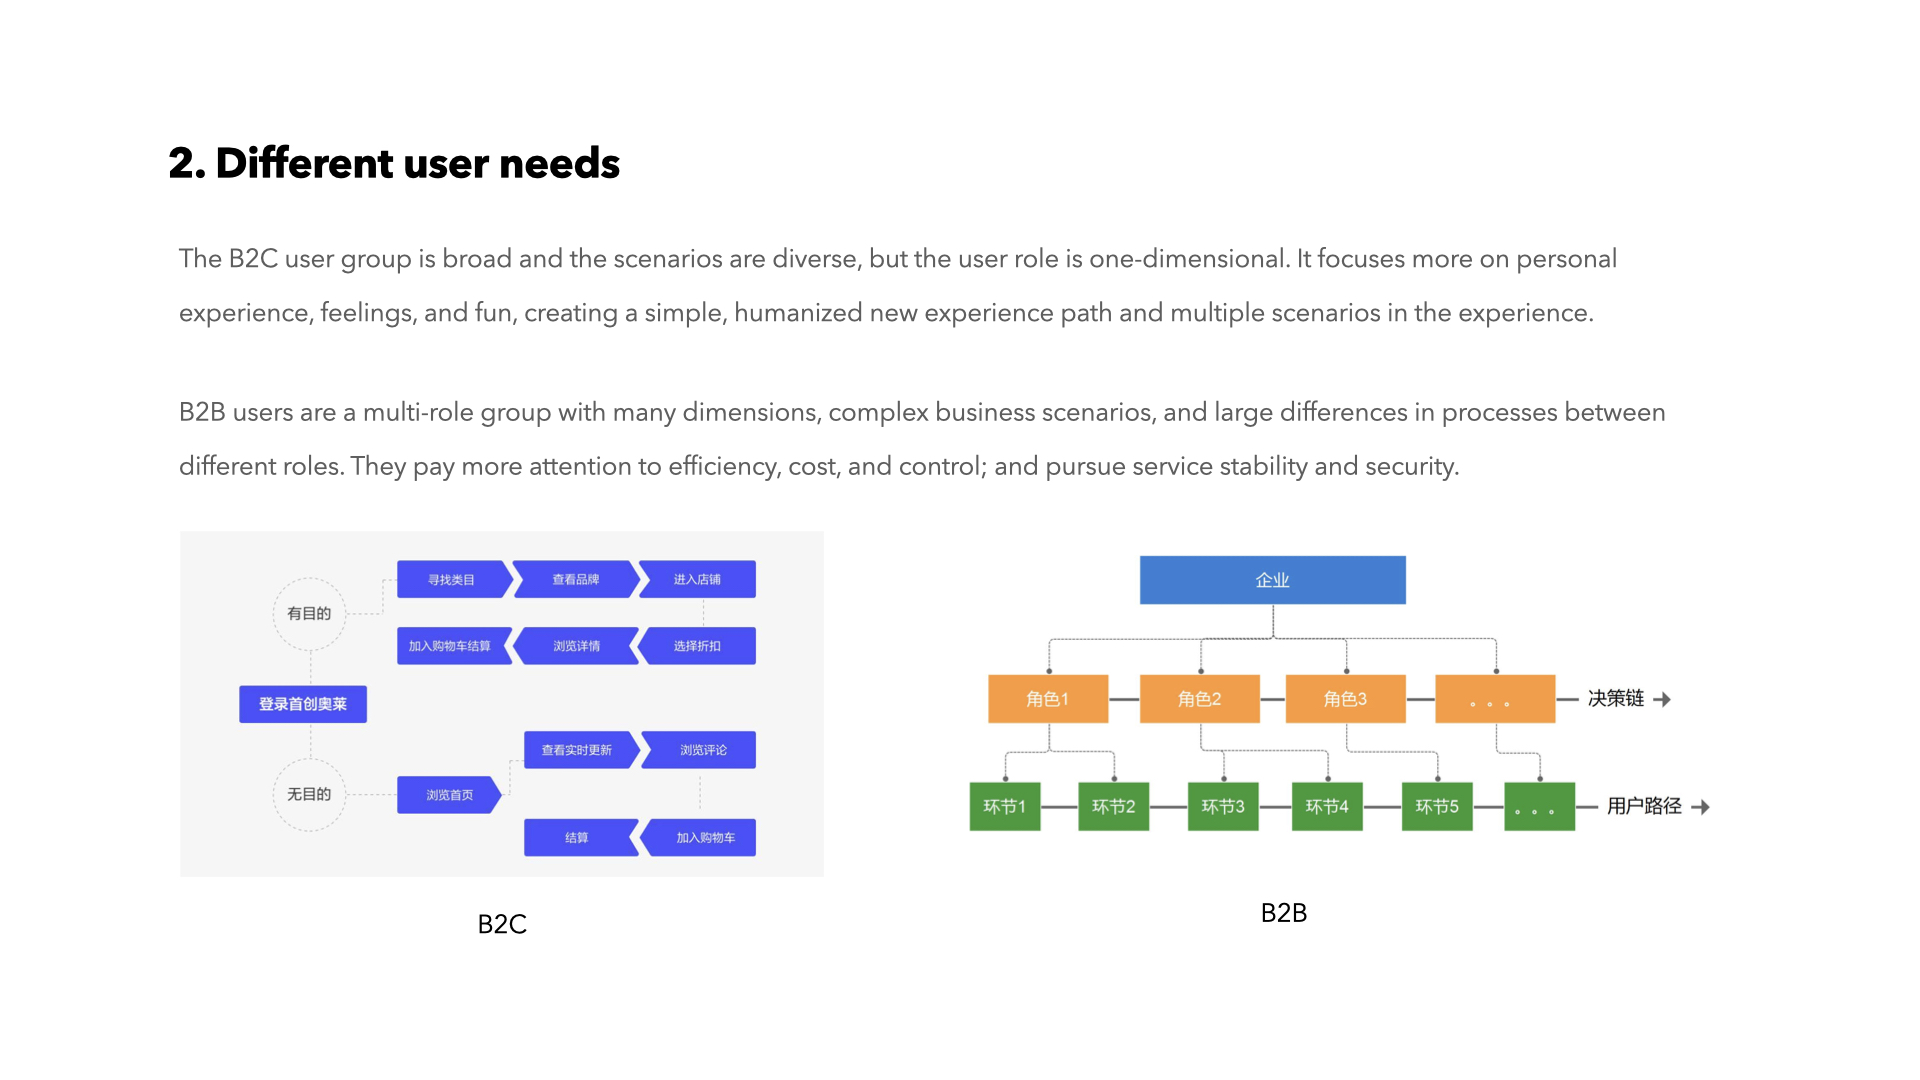 2. Different user needs
The B2C user group is broad and the scenarios are diverse, but the user role is one-dimensional. It focuses more on personal
experience, feelings, and fun, creating a simple, humanized new experience path and multiple scenarios in the experience.
B2B users are a multi-role group with many dimensions, complex business scenarios, and large differences in processes between
different roles. They pay more attention to efficiency, cost, and control; and pursue service stability and security.
有目的
寻找类目
查看品牌
进入店铺
加入购物车结算
浏览详情
选择折扣
登录首创奥莱
无目的
浏览首页
查看实时更新
浏览评论
结算
加入购物车
B2C
企业
角色1
角色2
角色3
。。。
决策链
环节1
环节2
环节3
环节4
环节5
。。。
用户路径
B2B